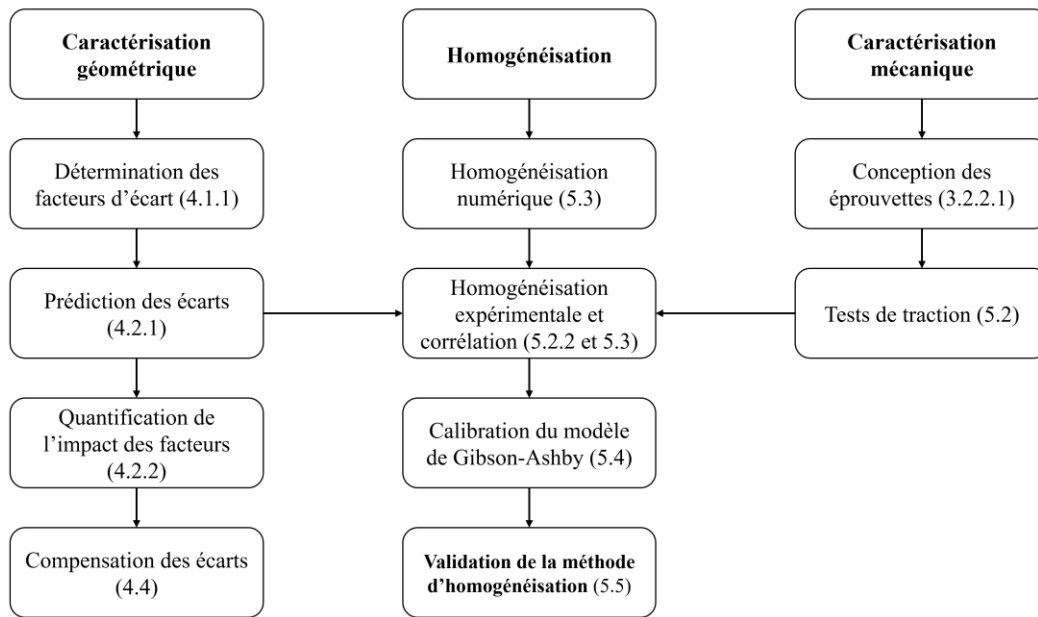 Caractérisation
géométrique
Homogénéisation
Caractérisation
mécanique
Détermination des
facteurs d’écart (4.1.1)
Homogénéisation
numérique (5.3)
Conception des
éprouvettes (3.2.2.1)
Prédiction des écarts
(4.2.1)
Homogénéisation
expérimentale et
corrélation (5.2.2 et 5.3)
Tests de traction (5.2)
Quantification de
l’impact des facteurs
(4.2.2)
Calibration du modèle
de Gibson-Ashby (5.4)
Compensation des écarts
(4.4)
Validation de la méthode
d’homogénéisation (5.5)